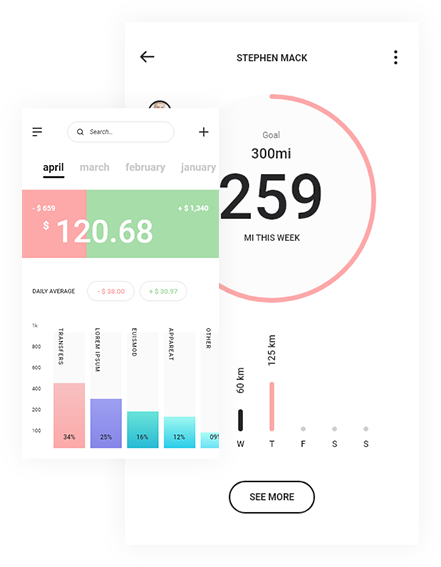 STEPHEN MACK
Goal
300mi
259
MI THIS WEEK
60 km
125 km
W T F S S
SEE MORE
Search...
april march february january
- $ 659
+ $ 1,340
$ 120.68
DAILY AVERAGE
- $ 38.00
+ $ 30.97
1k
800
600
400
200
100
TRANSFERS
LOREM IPSUM
EUISMOD
APPAREAT
OTHER
34%
25%
16%
12%